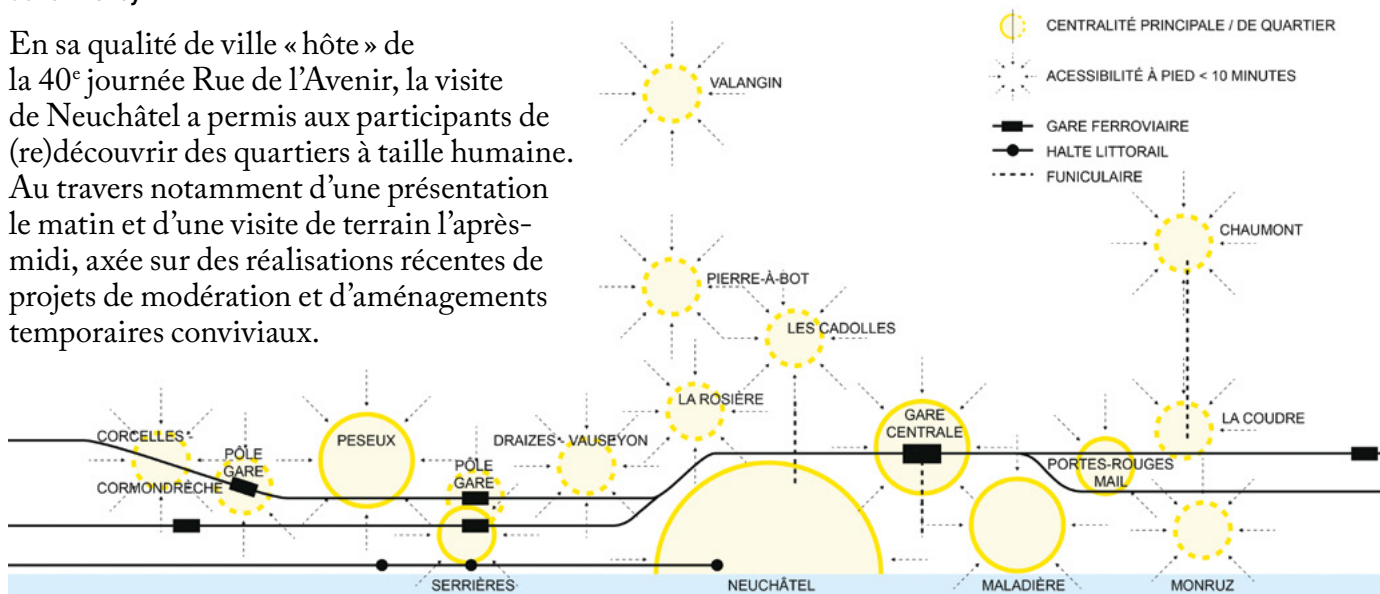 En sa qualité de ville « hôte » de
la 40e journée Rue de l’Avenir, la visite
de Neuchâtel a permis aux participants de
(re)découvrir des quartiers à taille humaine.
Au travers notamment d’une présentation
le matin et d’une visite de terrain l’après-
midi, axée sur des réalisations récentes de
projets de modération et d’aménagements
temporaires conviviaux.
CENTRALITÉ PRINCIPALE / DE QUARTIER
ACESSIBILITÉ À PIED < 10 MINUTES
GARE FERROVIAIRE
HALTE LITTORAIL
FUNICULAIRE
VALANGIN
CHAUMONT
PIERRE-À-BOT
LES CADOLLES
LA ROSIÈRE
GARE
CENTRALE
LA COUDRE
CORCELLES -
CORMONDRÈCHE
PÔLE
GARE
PESEUX
DRAIZES - VAUSEYON
PÔLE
GARE
PORTES-ROUGES
MAIL
SERRIÈRES
NEUCHÂTEL
MALADIÈRE
MONRUZ